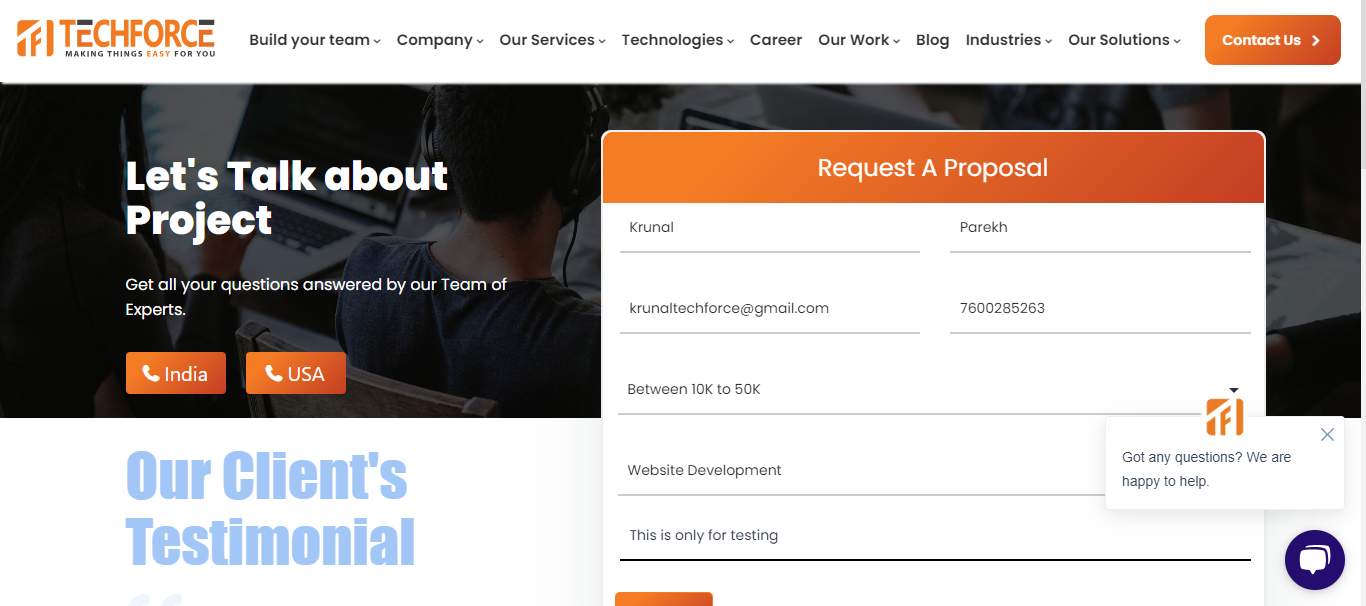 TECHFORCE
MAKING THINGS EASY FOR YOU
Build your team
Company
Our Services
Technologies
Career
Our Work
Blog
Industries
Our Solutions
Contact Us
Let's Talk about
Project
Get all your questions answered by our Team of
Experts.
India
USA
Request A Proposal
Krunal
Parekh
krunaltechforce@gmail.com
7600285263
Between 10K to 50K
Website Development
This is only for testing
Got any questions? We are
happy to help.
Our Client's
Testimonial